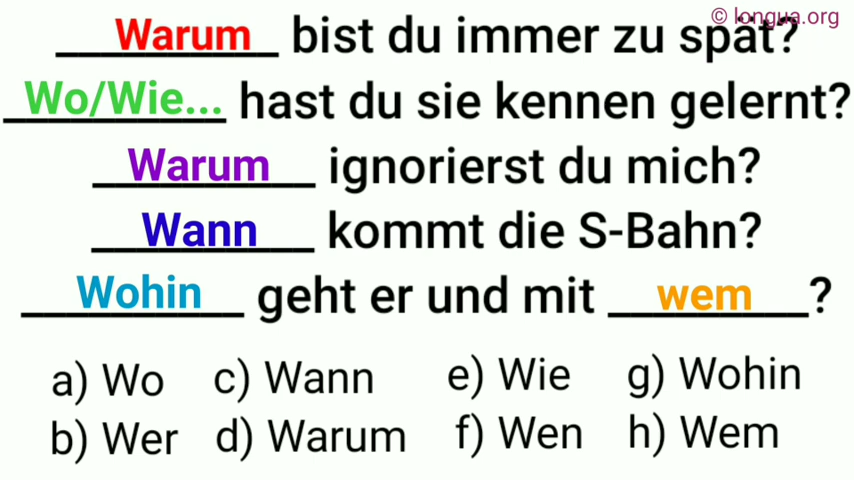 © longua.org
Warum bist du immer zu spät?
Wo/Wie... hast du sie kennen gelernt?
Warum ignorierst du mich?
Wann kommt die S-Bahn?
Wohin geht er und mit wem?
a) Wo c) Wann e) Wie g) Wohin
b) Wer d) Warum f) Wen h) Wem